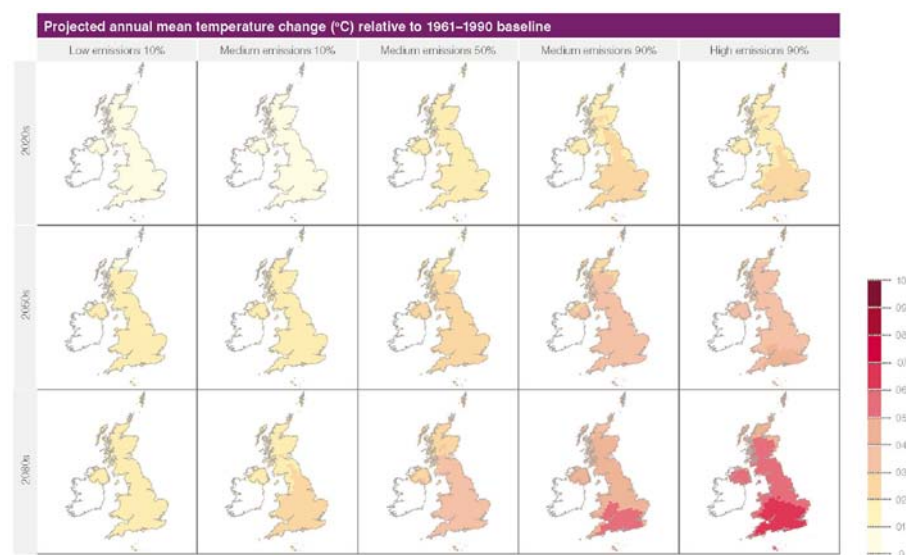 Projected annual mean temperature change (°C) relative to 1961–1990 baseline
Low emissions 10%
Medium emissions 10%
Medium emissions 50%
Medium emissions 90%
High emissions 90%
2020s
2050s
2080s
10
09
08
07
06
05
04
03
02
01
0